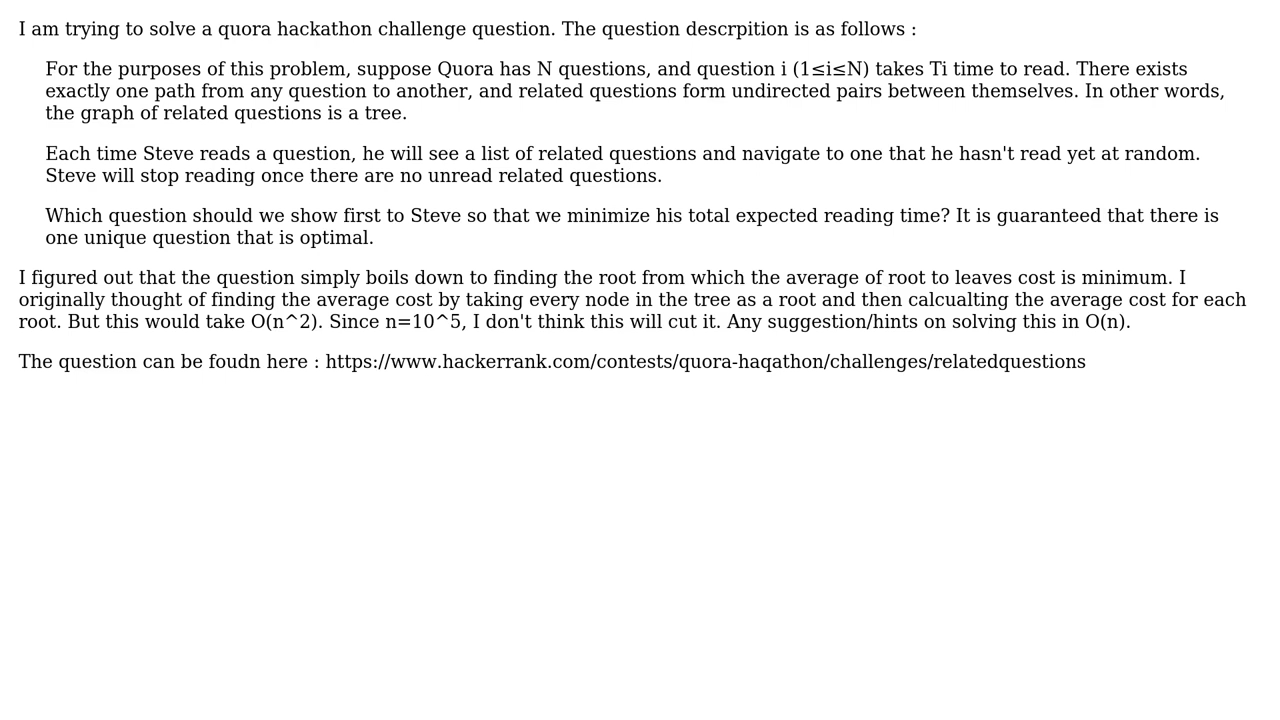 I am trying to solve a quora hackathon challenge question. The question descrpition is as follows :
For the purposes of this problem, suppose Quora has N questions, and question i (1≤i≤N) takes Ti time to read. There exists
exactly one path from any question to another, and related questions form undirected pairs between themselves. In other words,
the graph of related questions is a tree.
Each time Steve reads a question, he will see a list of related questions and navigate to one that he hasn't read yet at random.
Steve will stop reading once there are no unread related questions.
Which question should we show first to Steve so that we minimize his total expected reading time? It is guaranteed that there is
one unique question that is optimal.
I figured out that the question simply boils down to finding the root from which the average of root to leaves cost is minimum. I
originally thought of finding the average cost by taking every node in the tree as a root and then calcualting the average cost for each
root. But this would take O(n^2). Since n=10^5, I don't think this will cut it. Any suggestion/hints on solving this in O(n).
The question can be foudn here : https://www.hackerrank.com/contests/quora-haqathon/challenges/relatedquestions